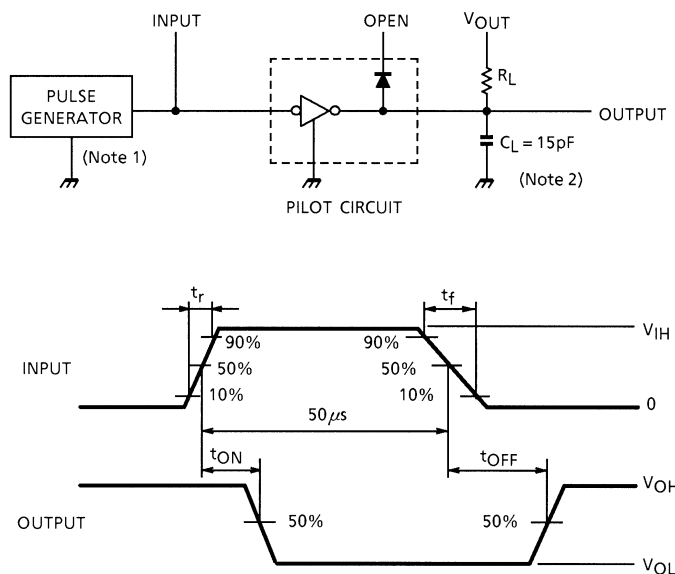 INPUT
OPEN
VOUT
PULSE
GENERATOR
RL
OUTPUT
(Note 1)
CL = 15pF
(Note 2)
PILOT CIRCUIT
tr
tf
90%
90%
VIH
INPUT
50%
50%
10%
10%
0
50μs
tON
tOFF
VOH
OUTPUT
50%
50%
VOL